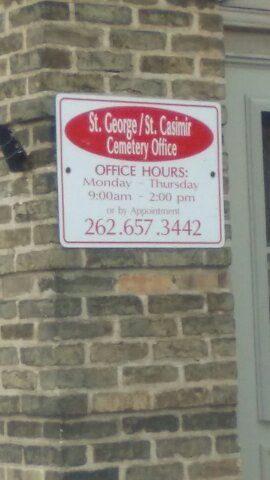 St. George/St. Casimir
Cemetery Office
OFFICE HOURS:
Monday - Thursday
9:00am - 2:00 pm
or by Appointment
262.657.3442